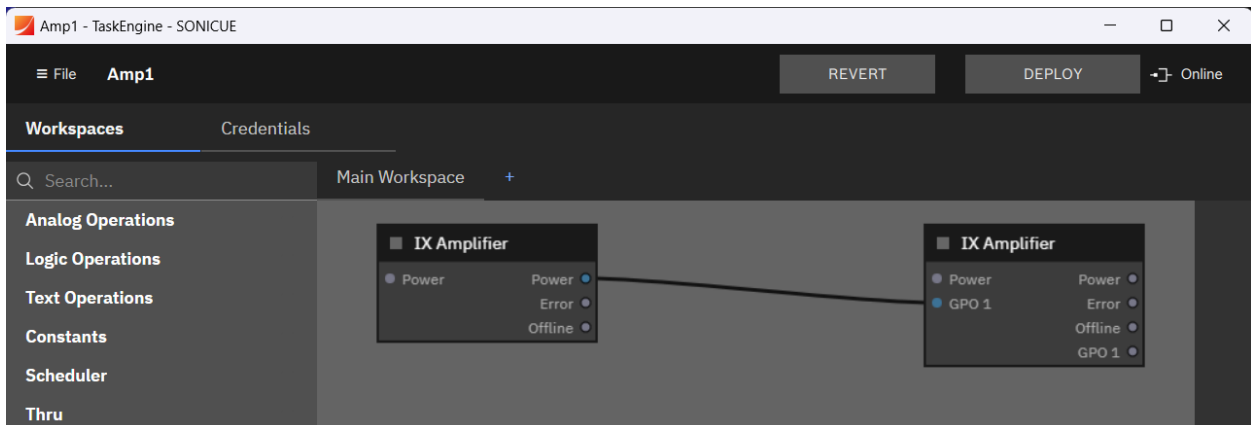 Amp1 - TaskEngine - SONICUE
File Amp1 REVERT DEPLOY Online
Workspaces Credentials
Search... Main Workspace +
Analog Operations
Logic Operations
Text Operations
Constants
Scheduler
Thru
IX Amplifier
Power Power
Error
Offline
IX Amplifier
Power Power
GPO 1 Error
Offline
GPO 1